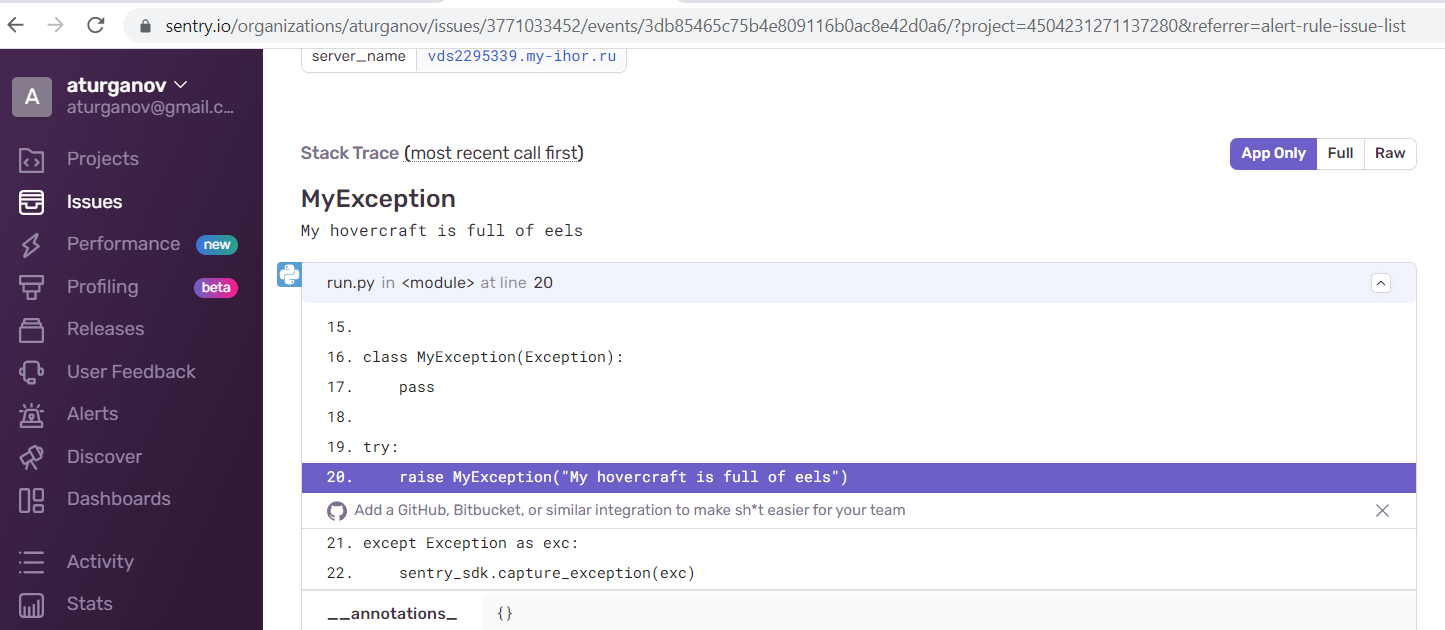 sentry.io/organizations/aturganov/issues/3771033452/events/3db85465c75b4e809116b0ac8e42d0a6/?project=4504231271137280&referrer=alert-rule-issue-list
A
aturganov
aturganov@gmail.c...
Projects
Issues
Performance new
Profiling beta
Releases
User Feedback
Alerts
Discover
Dashboards
Activity
Stats
server_name vds2295339.my-ihor.ru
Stack Trace (most recent call first)
App Only Full Raw
MyException
My hovercraft is full of eels
run.py in <module> at line 20
15.
16. class MyException(Exception):
17.     pass
18.
19. try:
20.     raise MyException("My hovercraft is full of eels")
Add a GitHub, Bitbucket, or similar integration to make sh*t easier for your team
21. except Exception as exc:
22.     sentry_sdk.capture_exception(exc)
__annotations_ {}